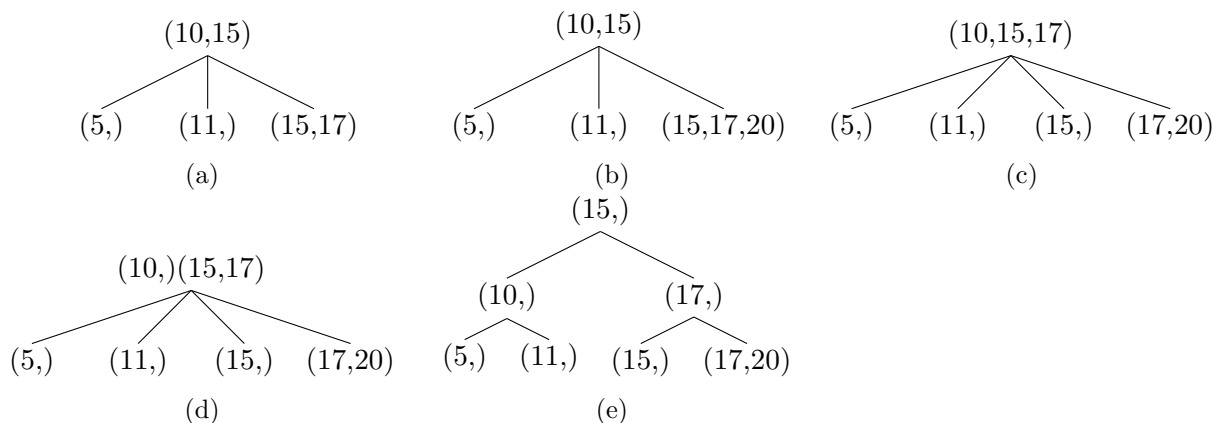 (10,15)
(5,) (11,) (15,17)
(a)
(10,15)
(5,) (11,) (15,17,20)
(b)
(10,15,17)
(5,) (11,) (15,) (17,20)
(c)
(10,)(15,17)
(5,) (11,) (15,) (17,20)
(d)
(15,)
(10,) (17,)
(5,) (11,) (15,) (17,20)
(e)